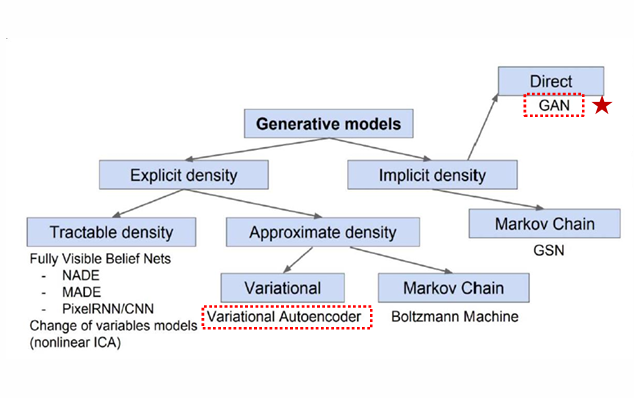 Direct
GAN
Generative models
Explicit density
Implicit density
Tractable density
Approximate density
Markov Chain
GSN
Fully Visible Belief Nets
- NADE
- MADE
- PixelRNN/CNN
Change of variables models
(nonlinear ICA)
Variational
Variational Autoencoder
Markov Chain
Boltzmann Machine